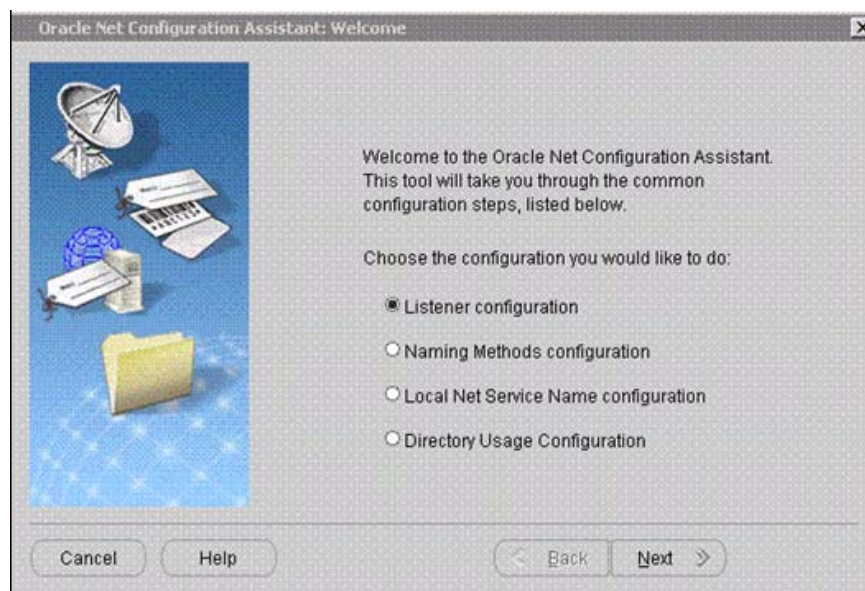 Oracle Net Configuration Assistant: Welcome
Welcome to the Oracle Net Configuration Assistant.
This tool will take you through the common
configuration steps, listed below.
Choose the configuration you would like to do:
Listener configuration
Naming Methods configuration
Local Net Service Name configuration
Directory Usage Configuration
Cancel
Help
Back
Next